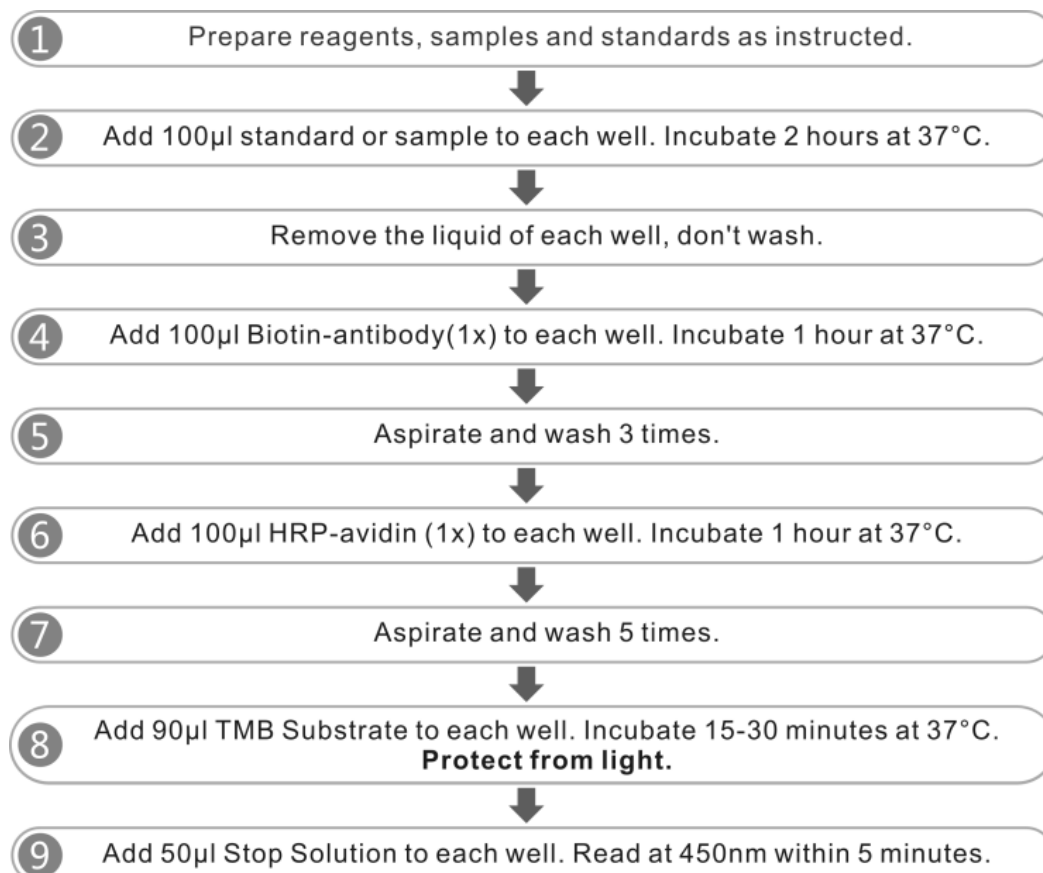 1 Prepare reagents, samples and standards as instructed.
2 Add 100µl standard or sample to each well. Incubate 2 hours at 37°C.
3 Remove the liquid of each well, don't wash.
4 Add 100µl Biotin-antibody(1x) to each well. Incubate 1 hour at 37°C.
5 Aspirate and wash 3 times.
6 Add 100µl HRP-avidin (1x) to each well. Incubate 1 hour at 37°C.
7 Aspirate and wash 5 times.
8 Add 90µl TMB Substrate to each well. Incubate 15-30 minutes at 37°C.
Protect from light.
9 Add 50µl Stop Solution to each well. Read at 450nm within 5 minutes.